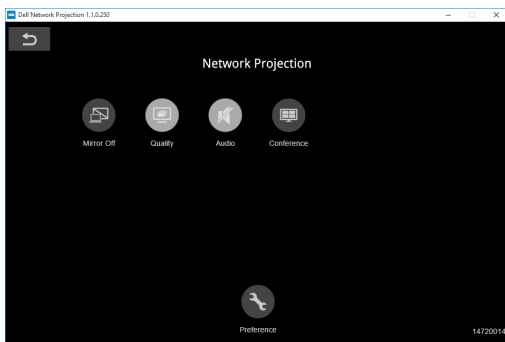 Dell Network Projection 1.1.0.250
Network Projection
Mirror Off
Quality
Audio
Conference
Preference
14720014